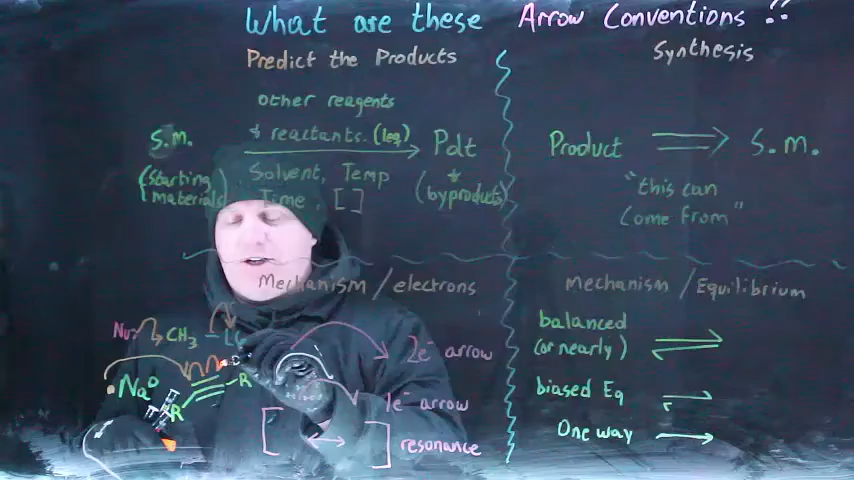 What are these Arrow Conventions ??
Predict the Products
other reagents
& reactants. (1eq)
S.M.
Pdt
(Starting
materials)
Solvent, Temp
Time, [ ]
(&
byproducts)
Synthesis
Product ⟹ S.M.
"this can
Come From"
Mechanism / electrons
Nu: CH3 -LG
2e⁻ arrow
•Na⁰ R R
1e⁻ arrow
[ ↔ ] resonance
Mechanism / Equilibrium
balanced
(or nearly) ⇌
biased Eq ⇌
One way →